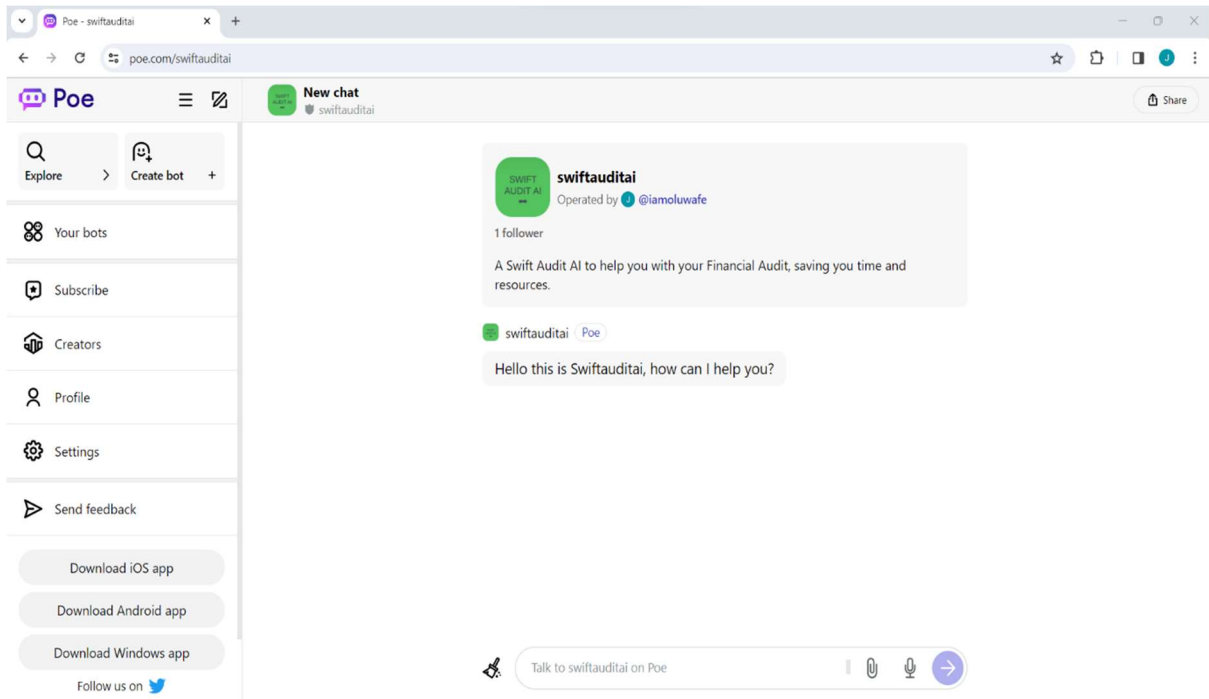 Poe - swiftauditai
poe.com/swiftauditai
J
Poe
Explore
Create bot +
Your bots
Subscribe
Creators
Profile
Settings
Send feedback
Download iOS app
Download Android app
Download Windows app
Follow us on
New chat
swiftauditai
Share
SWIFT
AUDIT AI
swiftauditai
Operated by J @iamoluwafe
1 follower
A Swift Audit AI to help you with your Financial Audit, saving you time and
resources.
swiftauditai Poe
Hello this is Swiftauditai, how can I help you?
Talk to swiftauditai on Poe